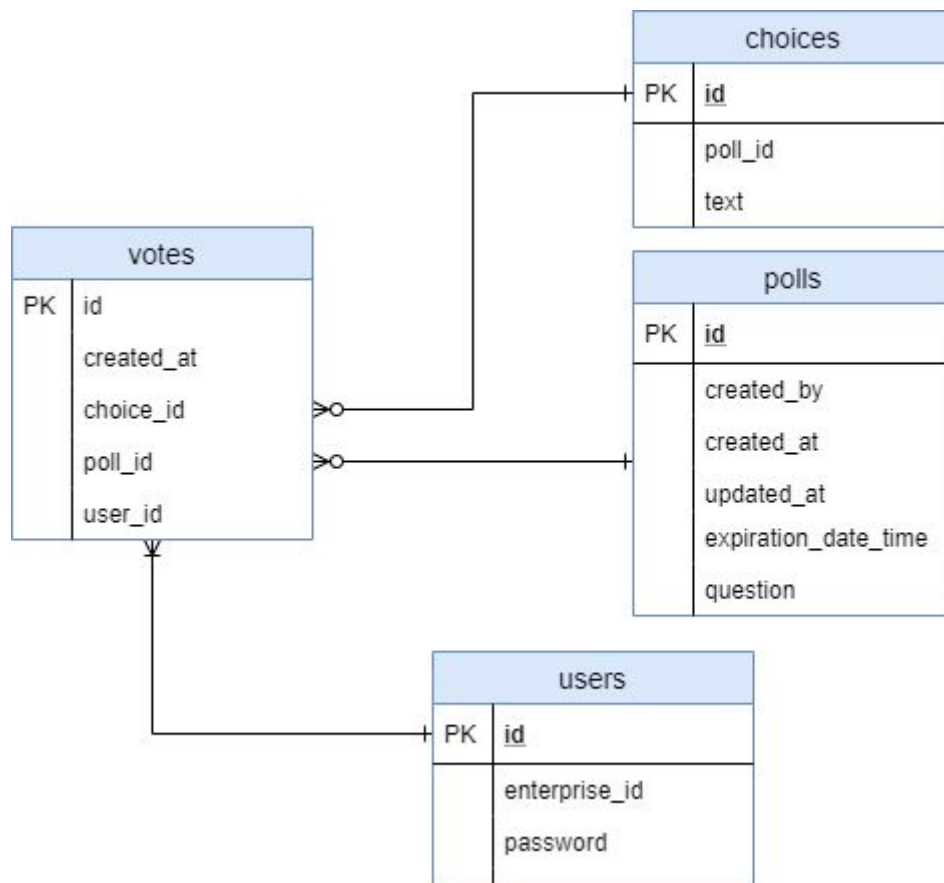 choices
PK id
poll_id
text
votes
PK id
created_at
choice_id
poll_id
user_id
polls
PK id
created_by
created_at
updated_at
expiration_date_time
question
users
PK id
enterprise_id
password